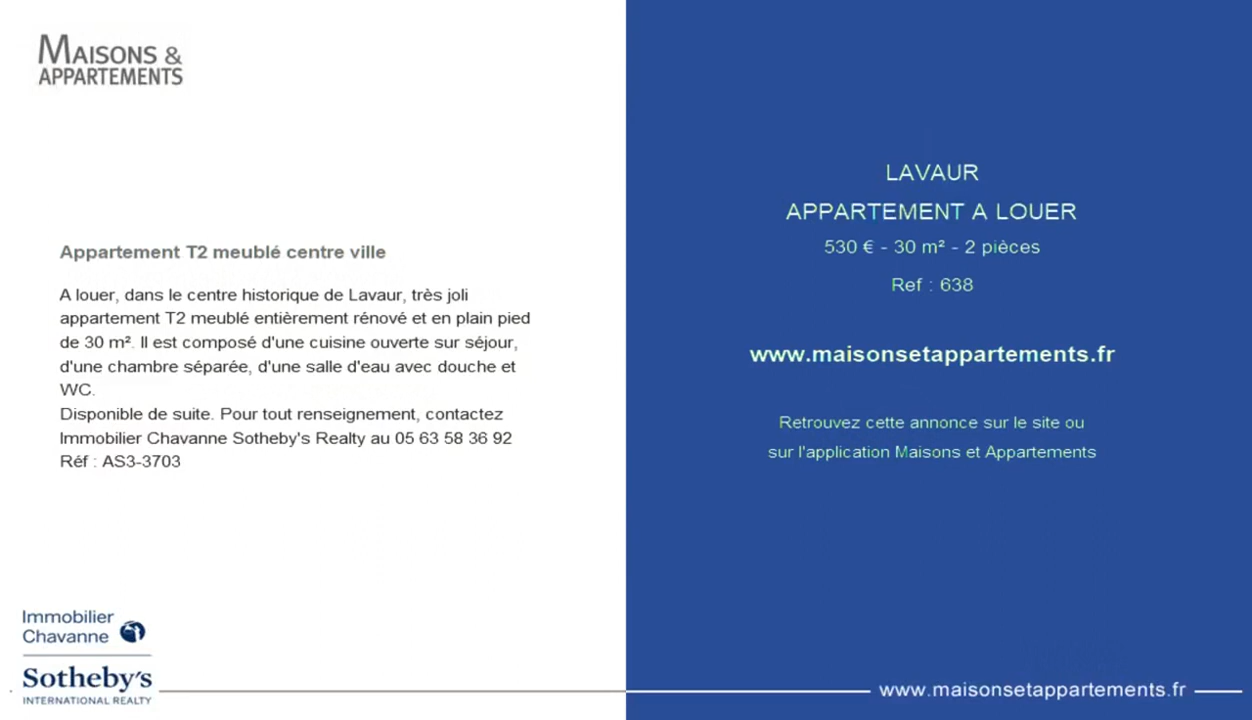 MAISONS &
APPARTEMENTS
Appartement T2 meublé centre ville
A louer, dans le centre historique de Lavaur, très joli
appartement T2 meublé entièrement rénové et en plain pied
de 30 m². Il est composé d'une cuisine ouverte sur séjour,
d'une chambre séparée, d'une salle d'eau avec douche et
WC.
Disponible de suite. Pour tout renseignement, contactez
Immobilier Chavanne Sotheby's Realty au 05 63 58 36 92
Réf : AS3-3703
Immobilier
Chavanne
Sotheby's
INTERNATIONAL REALTY
LAVAUR
APPARTEMENT A LOUER
530 € - 30 m² - 2 pièces
Ref : 638
www.maisonsetappartements.fr
Retrouvez cette annonce sur le site ou
sur l'application Maisons et Appartements
www.maisonsetappartements.fr